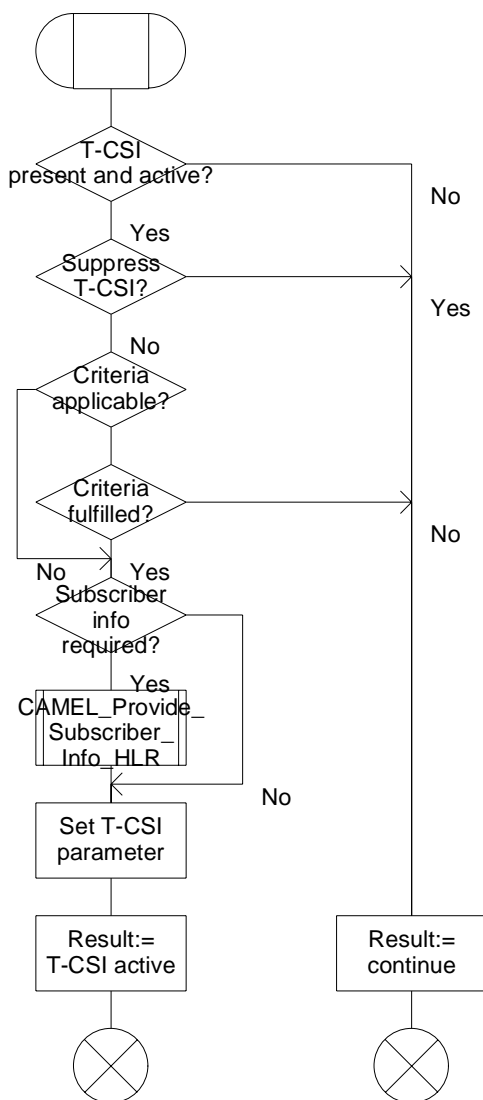 T-CSI
present and active?
No
Yes
Suppress
T-CSI?
Yes
No
Criteria
applicable?
Criteria
fulfilled?
No
No
Yes
Subscriber
info
required?
Yes
CAMEL_Provide_
Subscriber_
Info_HLR
No
Set T-CSI
parameter
Result:=
T-CSI active
Result:=
continue